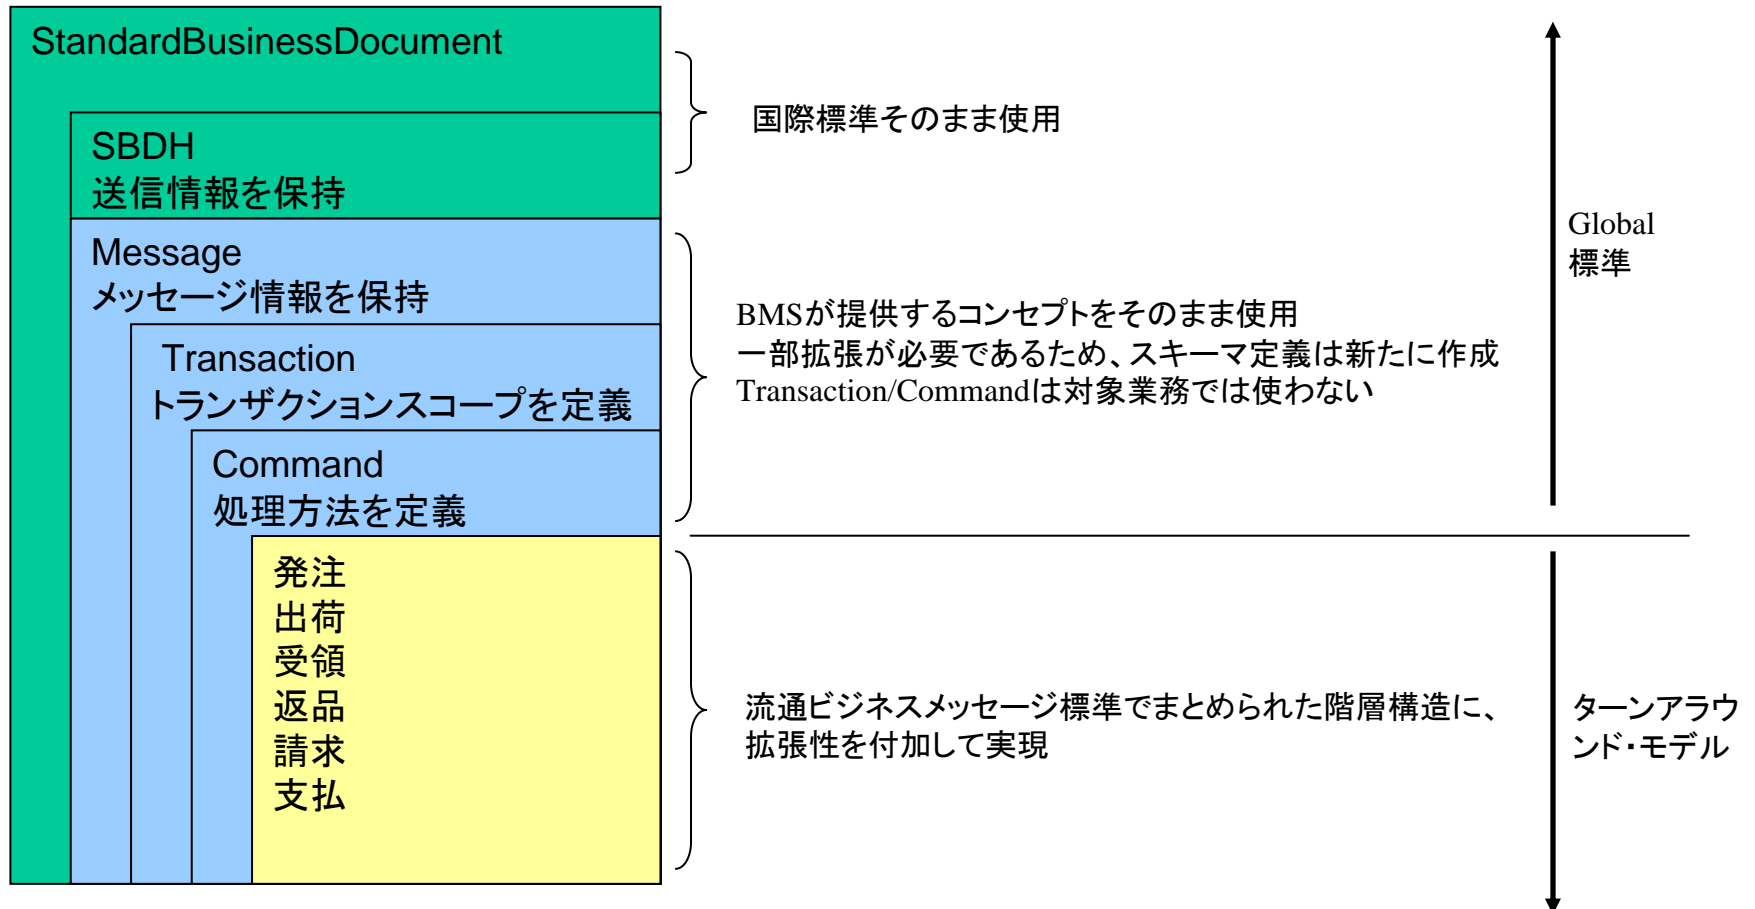 StandardBusinessDocument
SBDH
送信情報を保持
Message
メッセージ情報を保持
Transaction
トランザクションスコープを定義
Command
処理方法を定義
発注
出荷
受領
返品
請求
支払
国際標準そのまま使用
BMSが提供するコンセプトをそのまま使用
一部拡張が必要であるため、スキーマ定義は新たに作成
Transaction/Commandは対象業務では使わない
流通ビジネスメッセージ標準でまとめられた階層構造に、
拡張性を付加して実現
Global
標準
ターンアラウ
ンド・モデル